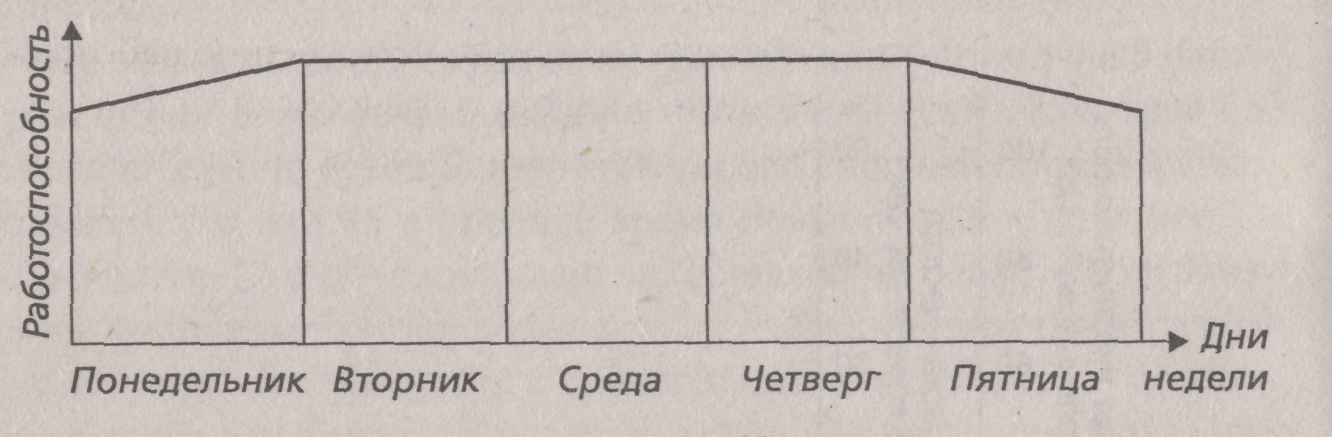 Работоспособность
Дни
Понедельник Вторник Среда Четверг Пятница недели